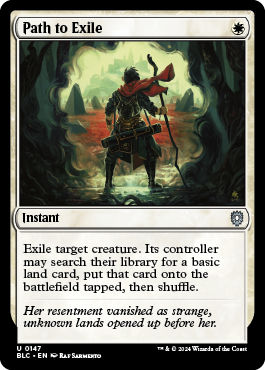 Path to Exile
Instant
Exile target creature. Its controller
may search their library for a basic
land card, put that card onto the
battlefield tapped, then shuffle.
Her resentment vanished as strange,
unknown lands opened up before her.
U 0147
BLC • EN Raf Sarmento
™ & © 2024 Wizards of the Coast